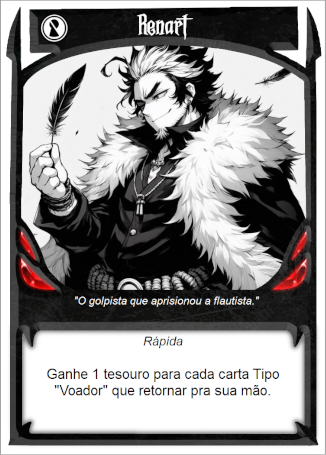 Renart
"O golpista que aprisionou a flautista."
Rápida
Ganhe 1 tesouro para cada carta Tipo
"Voador" que retornar pra sua mão.